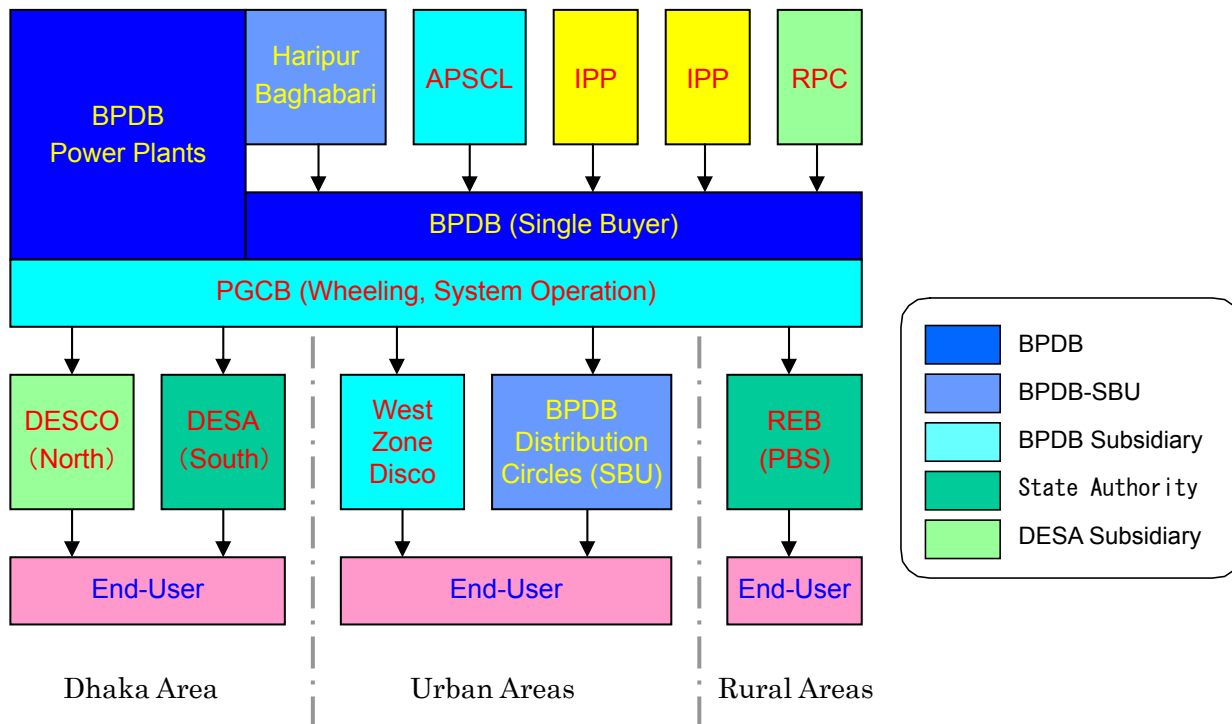 BPDB
Power Plants
Haripur
Baghabari
APSCL
IPP
IPP
RPC
BPDB (Single Buyer)
PGCB (Wheeling, System Operation)
DESCO
（North）
DESA
（South）
West
Zone
Disco
BPDB
Distribution
Circles (SBU)
REB
(PBS)
End-User
End-User
End-User
Dhaka Area
Urban Areas
Rural Areas
BPDB
BPDB-SBU
BPDB Subsidiary
State Authority
DESA Subsidiary